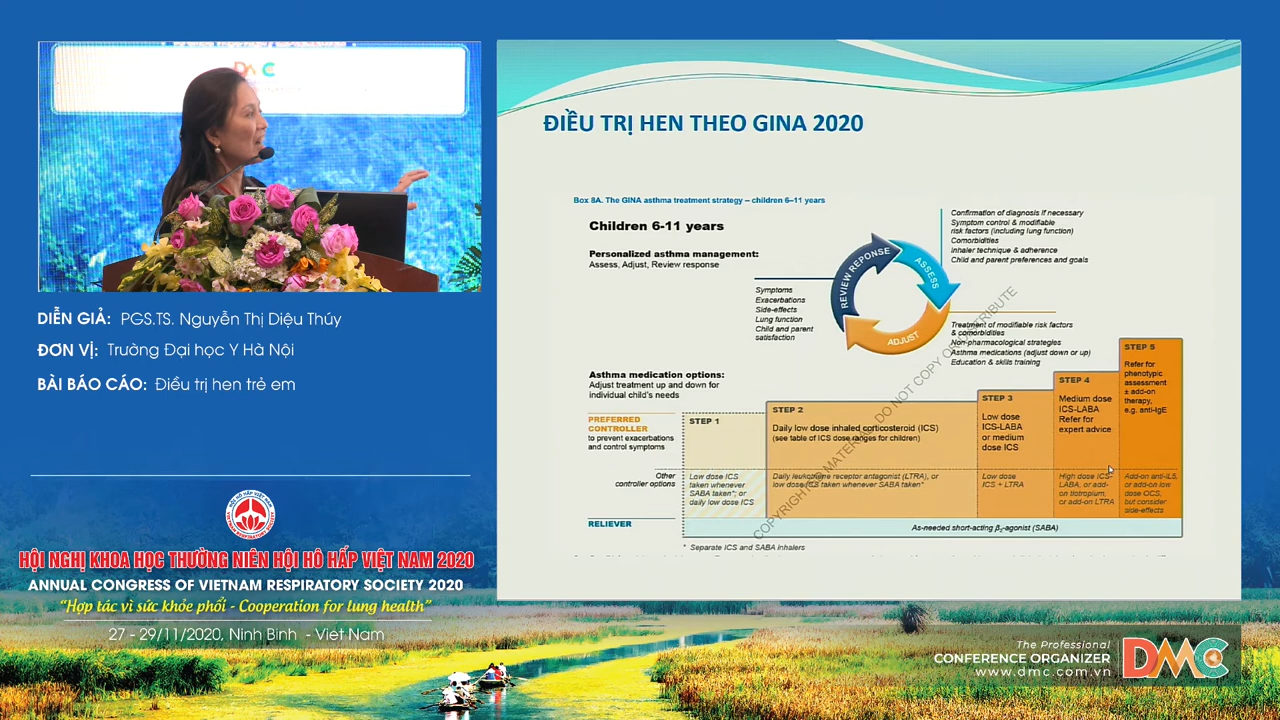 DMC
DIỄN GIẢ: PGS.TS. Nguyễn Thị Diệu Thúy
ĐƠN VỊ: Trường Đại học Y Hà Nội
BÀI BÁO CÁO: Điều trị hen trẻ em
HỘI NGHỊ KHOA HỌC THƯỜNG NIÊN HỘI HÔ HẤP VIỆT NAM 2020
ANNUAL CONGRESS OF VIETNAM RESPIRATORY SOCIETY 2020
“Hợp tác vì sức khỏe phổi - Cooperation for lung health”
27 - 29/11/2020, Ninh Bình - Việt Nam
ĐIỀU TRỊ HEN THEO GINA 2020
Box 8A. The GINA asthma treatment strategy – children 6–11 years
Children 6-11 years
Personalized asthma management:
Assess, Adjust, Review response
Symptoms
Exacerbations
Side-effects
Lung function
Child and parent
satisfaction
REVIEW REPONSE
ASSESS
ADJUST
Confirmation of diagnosis if necessary
Symptom control & modifiable
risk factors (including lung function)
Comorbidities
Inhaler technique & adherence
Child and parent preferences and goals
Treatment of modifiable risk factors
& comorbidities
Non-pharmacological strategies
Asthma medications (adjust down or up)
Education & skills training
Asthma medication options:
Adjust treatment up and down for
individual child's needs
PREFERRED
CONTROLLER
to prevent exacerbations
and control symptoms
STEP 1
STEP 2
Daily low dose inhaled corticosteroid (ICS)
(see table of ICS dose ranges for children)
STEP 3
Low dose
ICS-LABA
or medium
dose ICS
STEP 4
Medium dose
ICS-LABA
Refer for
expert advice
STEP 5
Refer for
phenotypic
assessment
± add-on
therapy,
e.g. anti-IgE
Other
controller options
Low dose ICS
taken whenever
SABA taken*; or
daily low dose ICS
Daily leukotriene receptor antagonist (LTRA), or
low dose ICS taken whenever SABA taken*
Low dose
ICS + LTRA
High dose ICS-
LABA, or add-
on tiotropium,
or add-on LTRA
Add-on anti-IL5,
or add-on low
dose OCS,
but consider
side-effects
RELIEVER
As-needed short-acting β2-agonist (SABA)
* Separate ICS and SABA inhalers
COPYRIGHTED MATERIAL - DO NOT COPY OR DISTRIBUTE
The Professional
CONFERENCE ORGANIZER
www.dmc.com.vn
DMC